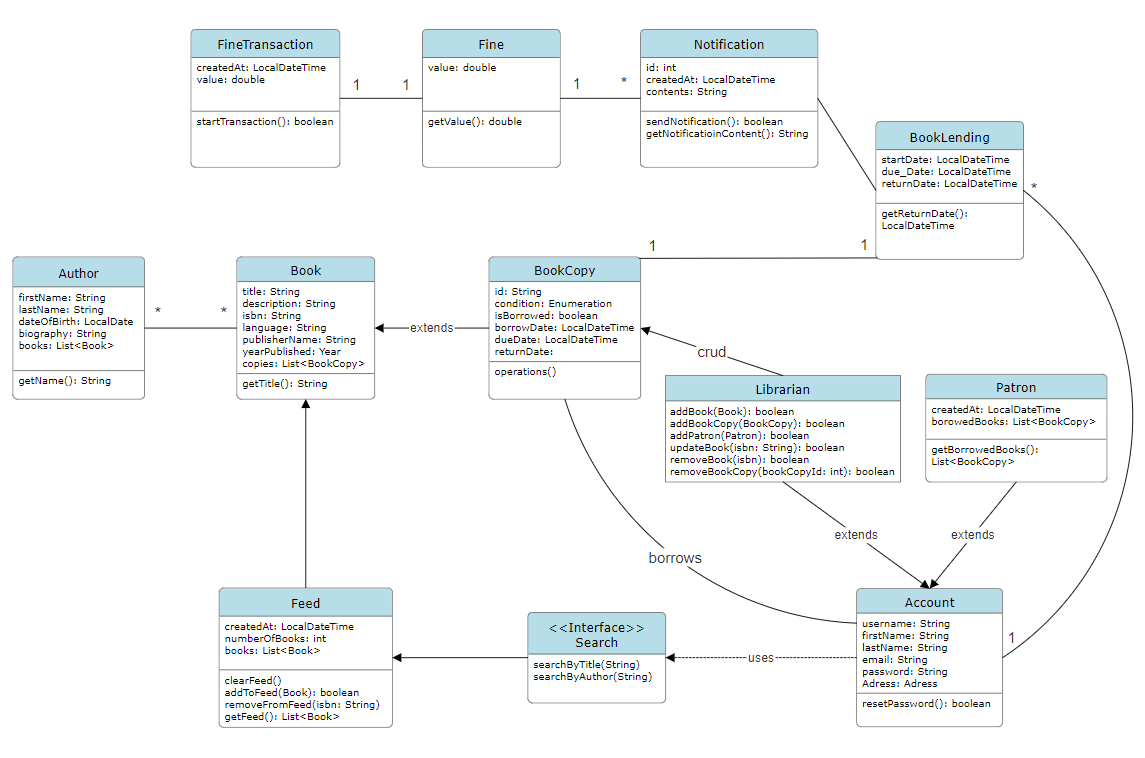 FineTransaction
createdAt: LocalDateTime
value: double
startTransaction(): boolean
1
1
Fine
value: double
getValue(): double
1
*
Notification
id: int
createdAt: LocalDateTime
contents: String
sendNotification(): boolean
getNotificatioinContent(): String
BookLending
startDate: LocalDateTime
due_Date: LocalDateTime
returnDate: LocalDateTime
getReturnDate():
LocalDateTime
*
1
1
Author
firstName: String
lastName: String
dateOfBirth: LocalDate
biography: String
books: List<Book>
getName(): String
*
*
Book
title: String
description: String
isbn: String
language: String
publisherName: String
yearPublished: Year
copies: List<BookCopy>
getTitle(): String
extends
BookCopy
id: String
condition: Enumeration
isBorrowed: boolean
borrowDate: LocalDateTime
dueDate: LocalDateTime
returnDate:
operations()
crud
Librarian
addBook(Book): boolean
addBookCopy(BookCopy): boolean
addPatron(Patron): boolean
updateBook(isbn: String): boolean
removeBook(isbn): boolean
removeBookCopy(bookCopyId: int): boolean
Patron
createdAt: LocalDateTime
borowedBooks: List<BookCopy>
getBorrowedBooks():
List<BookCopy>
extends
extends
borrows
Feed
createdAt: LocalDateTime
numberOfBooks: int
books: List<Book>
clearFeed()
addToFeed(Book): boolean
removeFromFeed(isbn: String)
getFeed(): List<Book>
<<Interface>>
Search
searchByTitle(String)
searchByAuthor(String)
uses
Account
username: String
firstName: String
lastName: String
email: String
password: String
Adress: Adress
resetPassword(): boolean
1